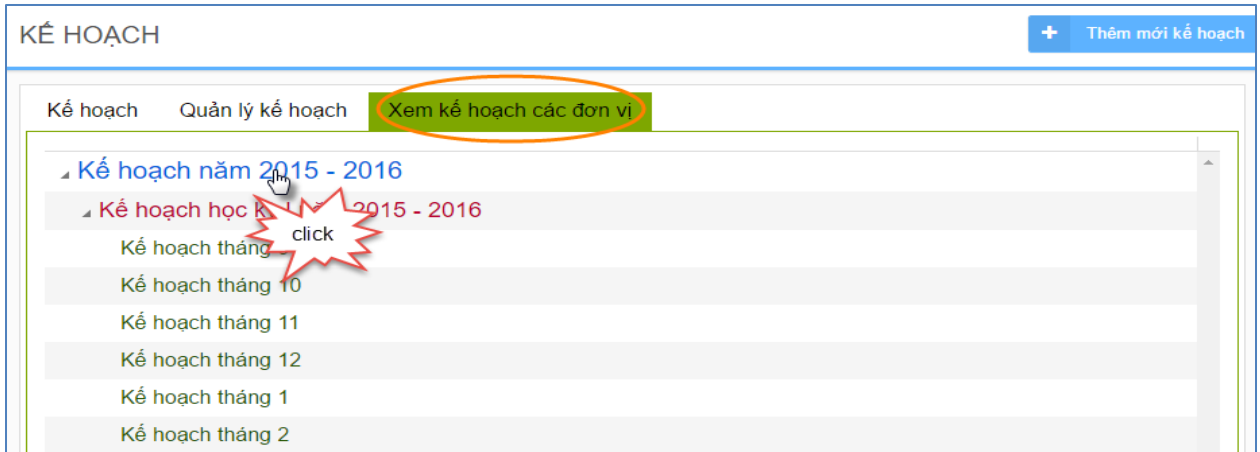 KẾ HOẠCH
+ Thêm mới kế hoạch
Kế hoạch Quản lý kế hoạch Xem kế hoạch các đơn vị
Kế hoạch năm 2015 - 2016
Kế hoạch học 2015 - 2016
click
Kế hoạch tháng
Kế hoạch tháng 10
Kế hoạch tháng 11
Kế hoạch tháng 12
Kế hoạch tháng 1
Kế hoạch tháng 2